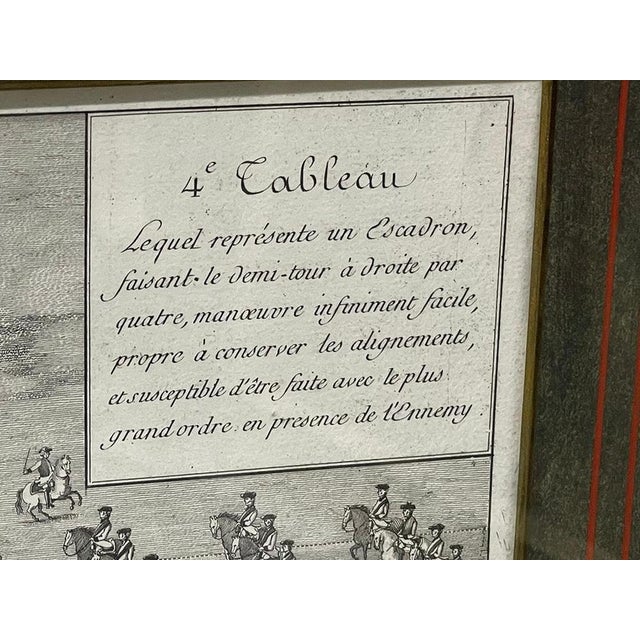 4e Tableau
Lequel représente un Escadron,
faisant le demi-tour à droite par
quatre, manœuvre infiniment facile,
propre à conserver les alignements,
et susceptible d'être faite avec le plus
grand ordre en presence de l'Ennemy